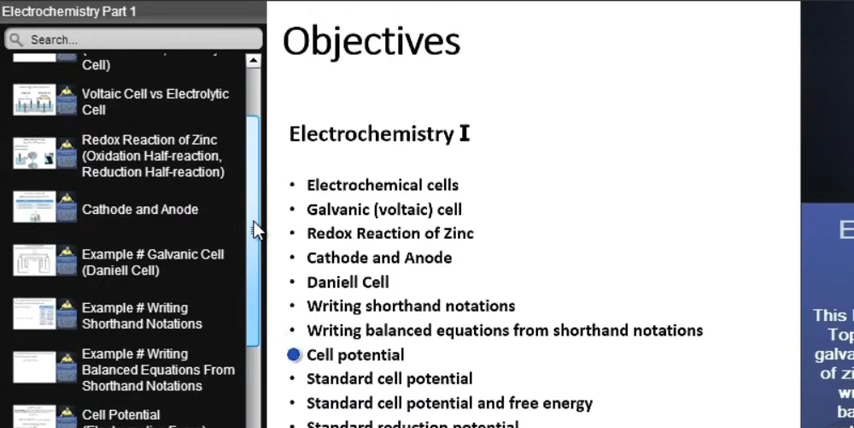 Electrochemistry Part 1
Search...
Cell)
Voltaic Cell vs Electrolytic
Cell
Redox Reaction of Zinc
(Oxidation Half-reaction,
Reduction Half-reaction)
Cathode and Anode
Example # Galvanic Cell
(Daniell Cell)
Example # Writing
Shorthand Notations
Example # Writing
Balanced Equations From
Shorthand Notations
Cell Potential
Objectives
Electrochemistry I
• Electrochemical cells
• Galvanic (voltaic) cell
• Redox Reaction of Zinc
• Cathode and Anode
• Daniell Cell
• Writing shorthand notations
• Writing balanced equations from shorthand notations
Cell potential
• Standard cell potential
• Standard cell potential and free energy
• Standard reduction potential
E
This
Top
galva
of zi
w
ba